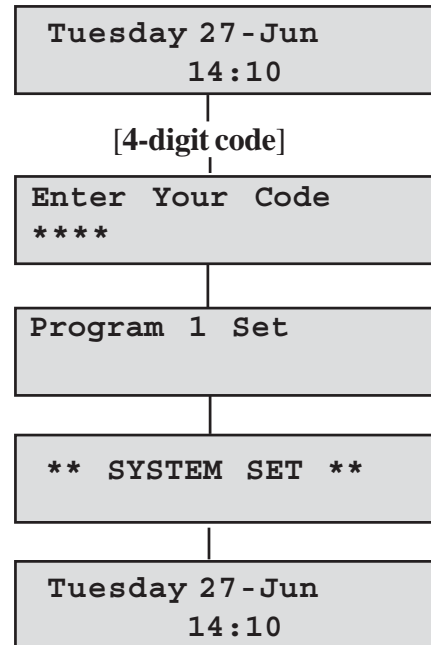 Tuesday 27-Jun
14:10
[4-digit code]
Enter Your Code
****
Program 1 Set
** SYSTEM SET **
Tuesday 27-Jun
14:10